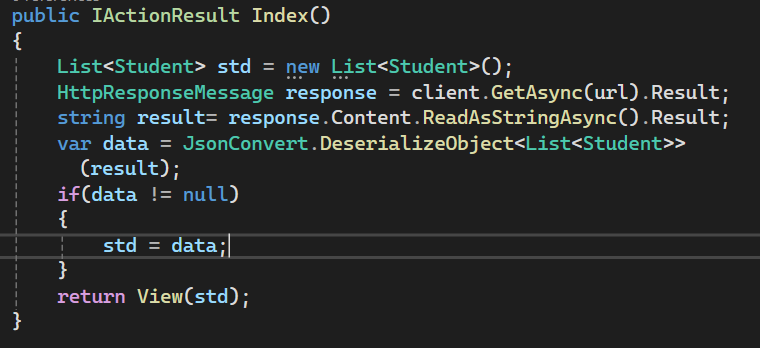 public IActionResult Index()
{
List<Student> std = new List<Student>();
HttpResponseMessage response = client.GetAsync(url).Result;
string result= response.Content.ReadAsStringAsync().Result;
var data = JsonConvert.DeserializeObject<List<Student>>
(result);
if(data != null)
{
std = data;
}
return View(std);
}